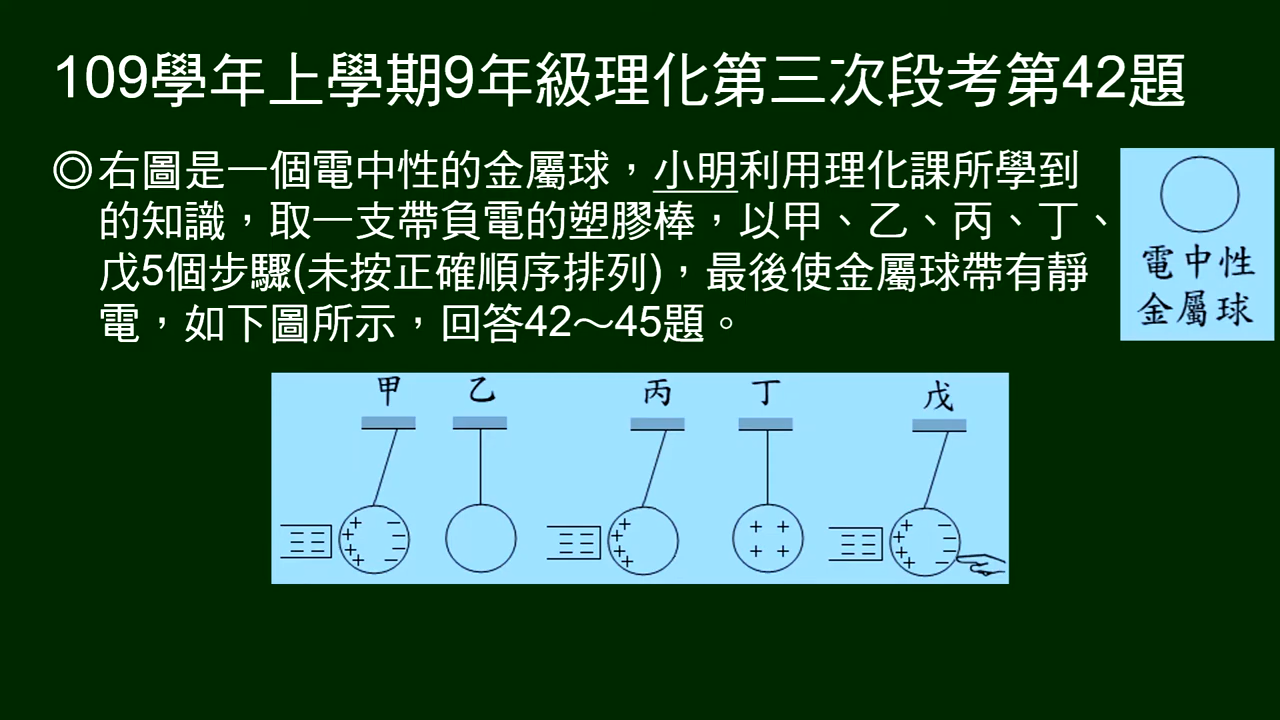 109學年上學期9年級理化第三次段考第42題
◎右圖是一個電中性的金屬球，小明利用理化課所學到
的知識，取一支帶負電的塑膠棒，以甲、乙、丙、丁、
戊5個步驟(未按正確順序排列)，最後使金屬球帶有靜
電，如下圖所示，回答42～45題。
電中性
金屬球
甲 乙 丙 丁 戊